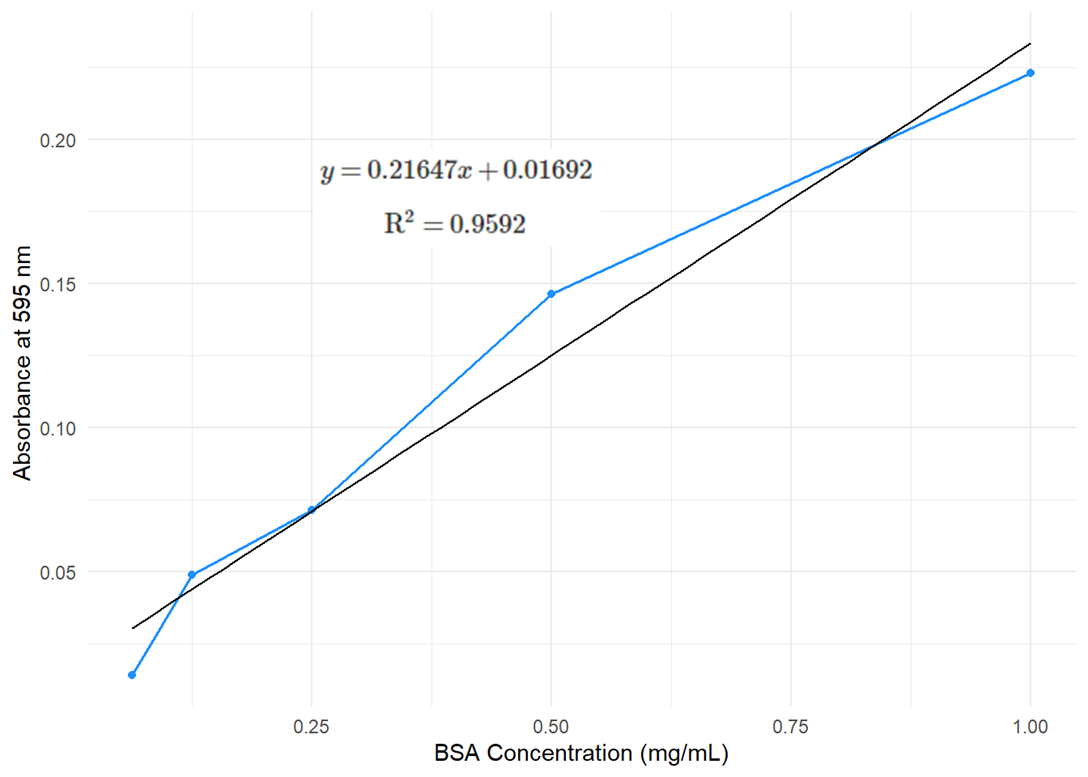 0.20
y = 0.21647x + 0.01692
R² = 0.9592
Absorbance at 595 nm
0.15
0.10
0.05
0.25 0.50 0.75 1.00
BSA Concentration (mg/mL)